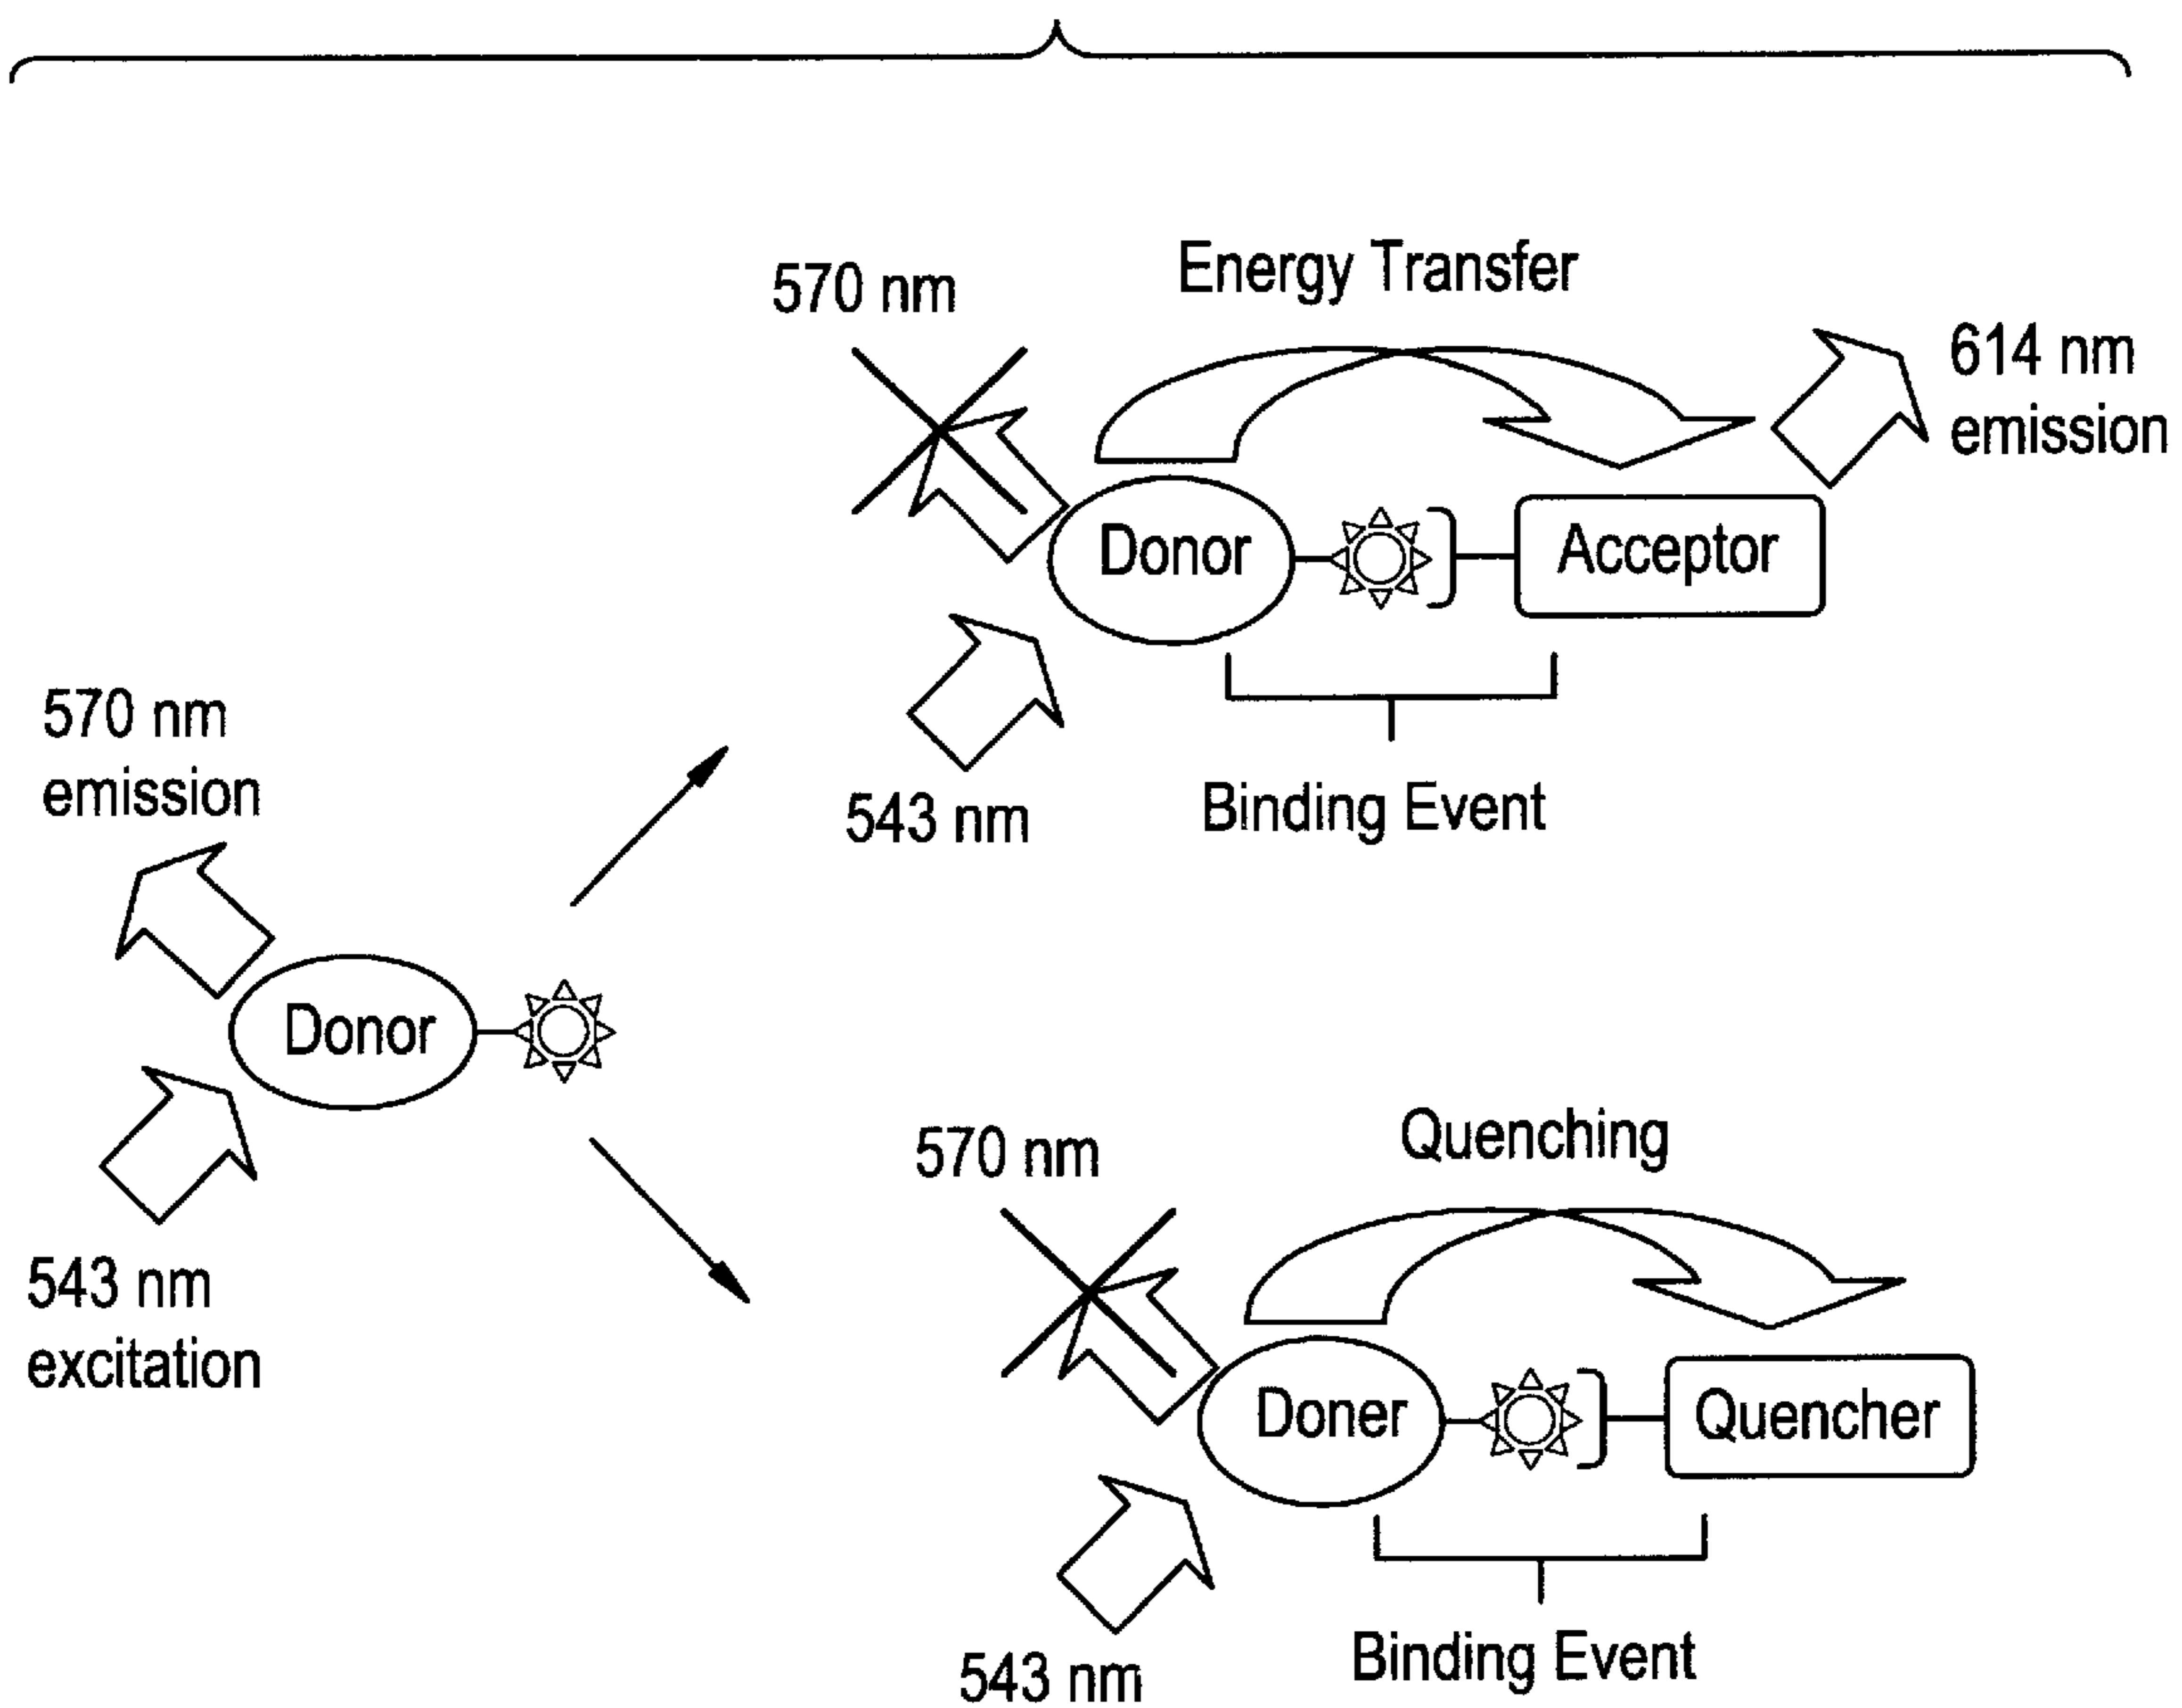 570 nm
emission
Donor
543 nm
excitation
570 nm
Energy Transfer
614 nm
emission
Donor
Acceptor
543 nm
Binding Event
570 nm
Quenching
Doner
Quencher
543 nm
Binding Event